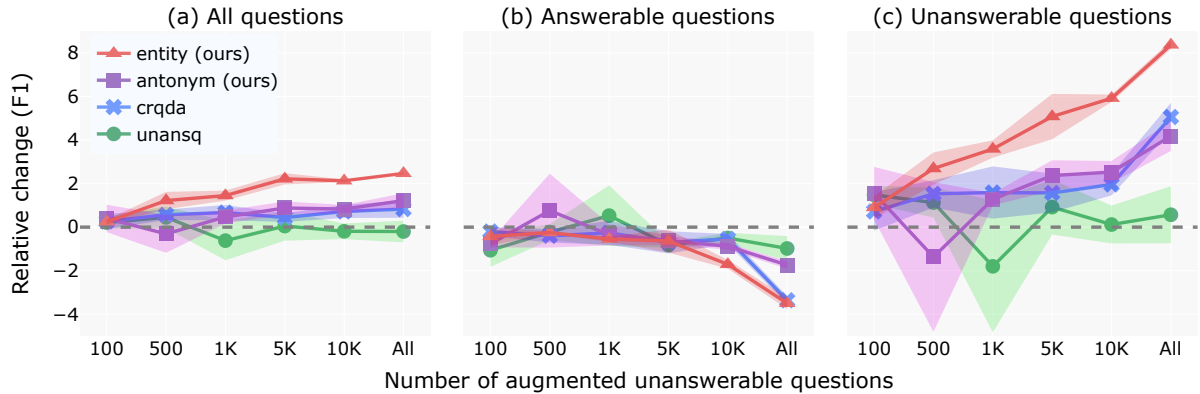 (a) All questions
(b) Answerable questions
(c) Unanswerable questions
Relative change (F1)
8
6
4
2
0
−2
−4
entity (ours)
antonym (ours)
crqda
unansq
100 500 1K 5K 10K All
100 500 1K 5K 10K All
100 500 1K 5K 10K All
Number of augmented unanswerable questions